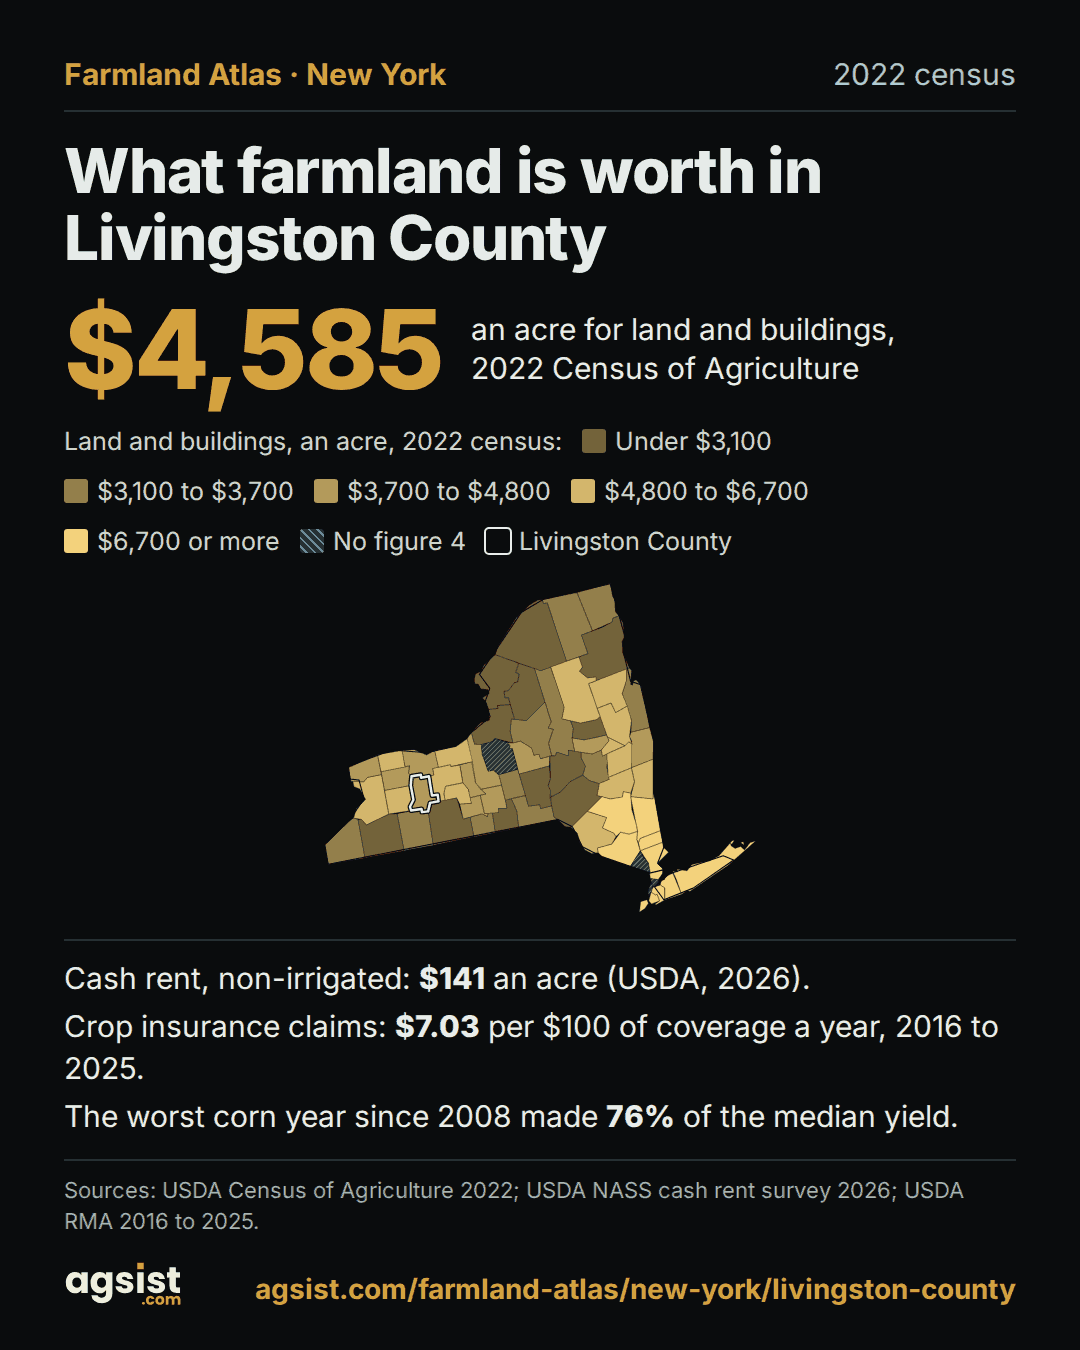 Farmland Atlas · New York
2022 census
What farmland is worth in
Livingston County
$4,585
an acre for land and buildings,
2022 Census of Agriculture
Land and buildings, an acre, 2022 census: Under $3,100
$3,100 to $3,700 $3,700 to $4,800 $4,800 to $6,700
$6,700 or more No figure 4 Livingston County
Cash rent, non-irrigated: $141 an acre (USDA, 2026).
Crop insurance claims: $7.03 per $100 of coverage a year, 2016 to
2025.
The worst corn year since 2008 made 76% of the median yield.
Sources: USDA Census of Agriculture 2022; USDA NASS cash rent survey 2026; USDA
RMA 2016 to 2025.
agsist
.com
agsist.com/farmland-atlas/new-york/livingston-county